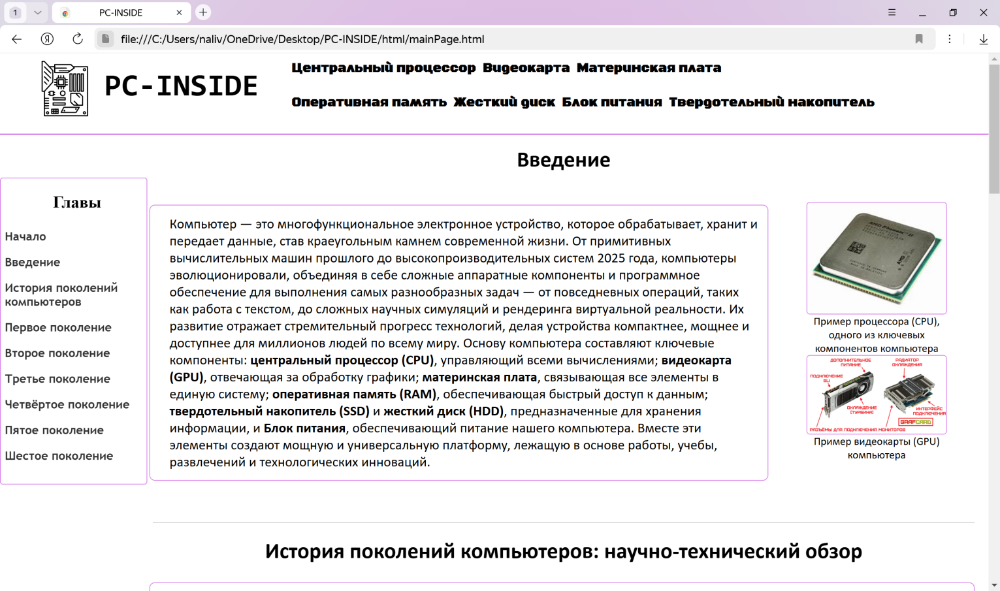 1
PC-INSIDE
file:///C:/Users/naliv/OneDrive/Desktop/PC-INSIDE/html/mainPage.html
PC-INSIDE
Центральный процессор Видеокарта Материнская плата
Оперативная память Жесткий диск Блок питания Твердотельный накопитель
Введение
Главы
Начало
Введение
История поколений
компьютеров
Первое поколение
Второе поколение
Третье поколение
Четвёртое поколение
Пятое поколение
Шестое поколение
Компьютер — это многофункциональное электронное устройство, которое обрабатывает, хранит и
передает данные, став краеугольным камнем современной жизни. От примитивных
вычислительных машин прошлого до высокопроизводительных систем 2025 года, компьютеры
эволюционировали, объединяя в себе сложные аппаратные компоненты и программное
обеспечение для выполнения самых разнообразных задач — от повседневных операций, таких
как работа с текстом, до сложных научных симуляций и рендеринга виртуальной реальности. Их
развитие отражает стремительный прогресс технологий, делая устройства компактнее, мощнее и
доступнее для миллионов людей по всему миру. Основу компьютера составляют ключевые
компоненты: центральный процессор (CPU), управляющий всеми вычислениями; видеокарта
(GPU), отвечающая за обработку графики; материнская плата, связывающая все элементы в
единую систему; оперативная память (RAM), обеспечивающая быстрый доступ к данным;
твердотельный накопитель (SSD) и жесткий диск (HDD), предназначенные для хранения
информации, и Блок питания, обеспечивающий питание нашего компьютера. Вместе эти
элементы создают мощную и универсальную платформу, лежащую в основе работы, учебы,
развлечений и технологических инноваций.
AMD Phenom II
Пример процессора (CPU),
одного из ключевых
компонентов компьютера
ДОПОЛНИТЕЛЬНОЕ
ПИТАНИЕ
РАДИАТОР
ОХЛАЖДЕНИЯ
ПОДКЛЮЧЕНИЕ
SLI
ОХЛАЖДЕНИЕ
(ТУРБИНА)
ИНТЕРФЕЙС
ПОДКЛЮЧЕНИЯ
GRAFCARD
РАЗЪЁМЫ ДЛЯ ПОДКЛЮЧЕНИЯ МОНИТОРОВ
Пример видеокарты (GPU)
компьютера
История поколений компьютеров: научно-технический обзор